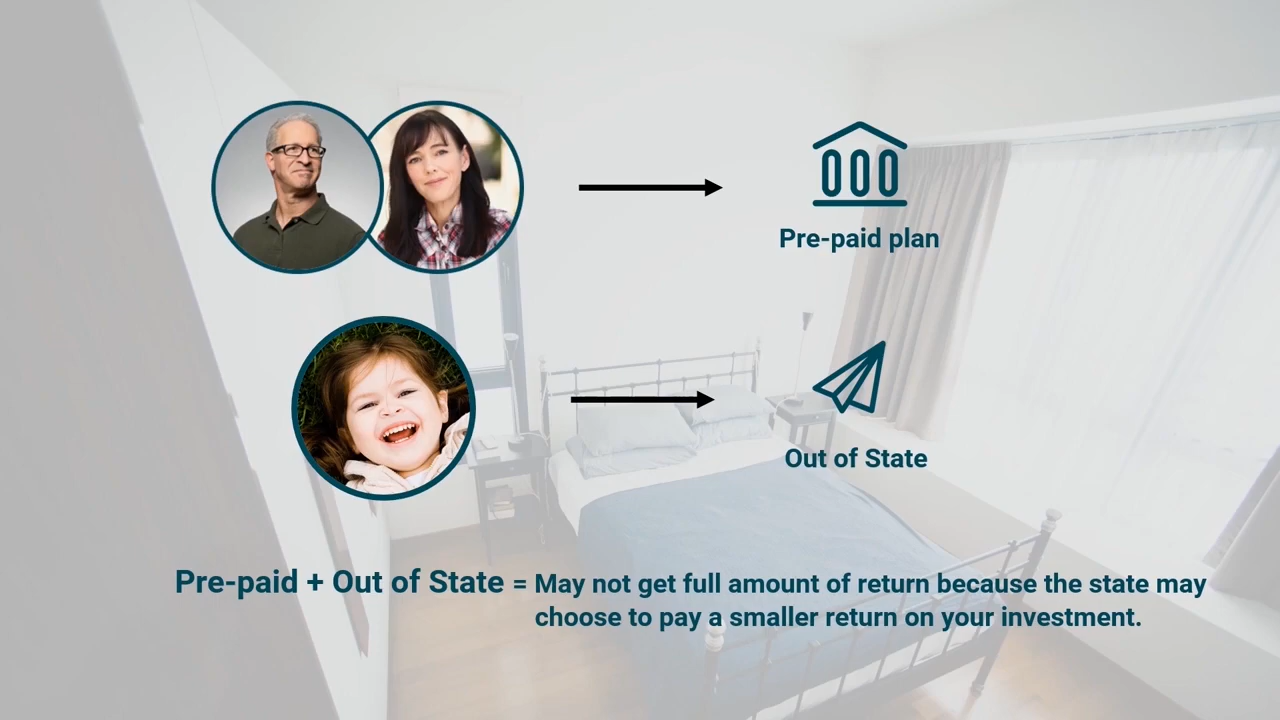 Pre-paid plan
Out of State
Pre-paid + Out of State = May not get full amount of return because the state may
choose to pay a smaller return on your investment.